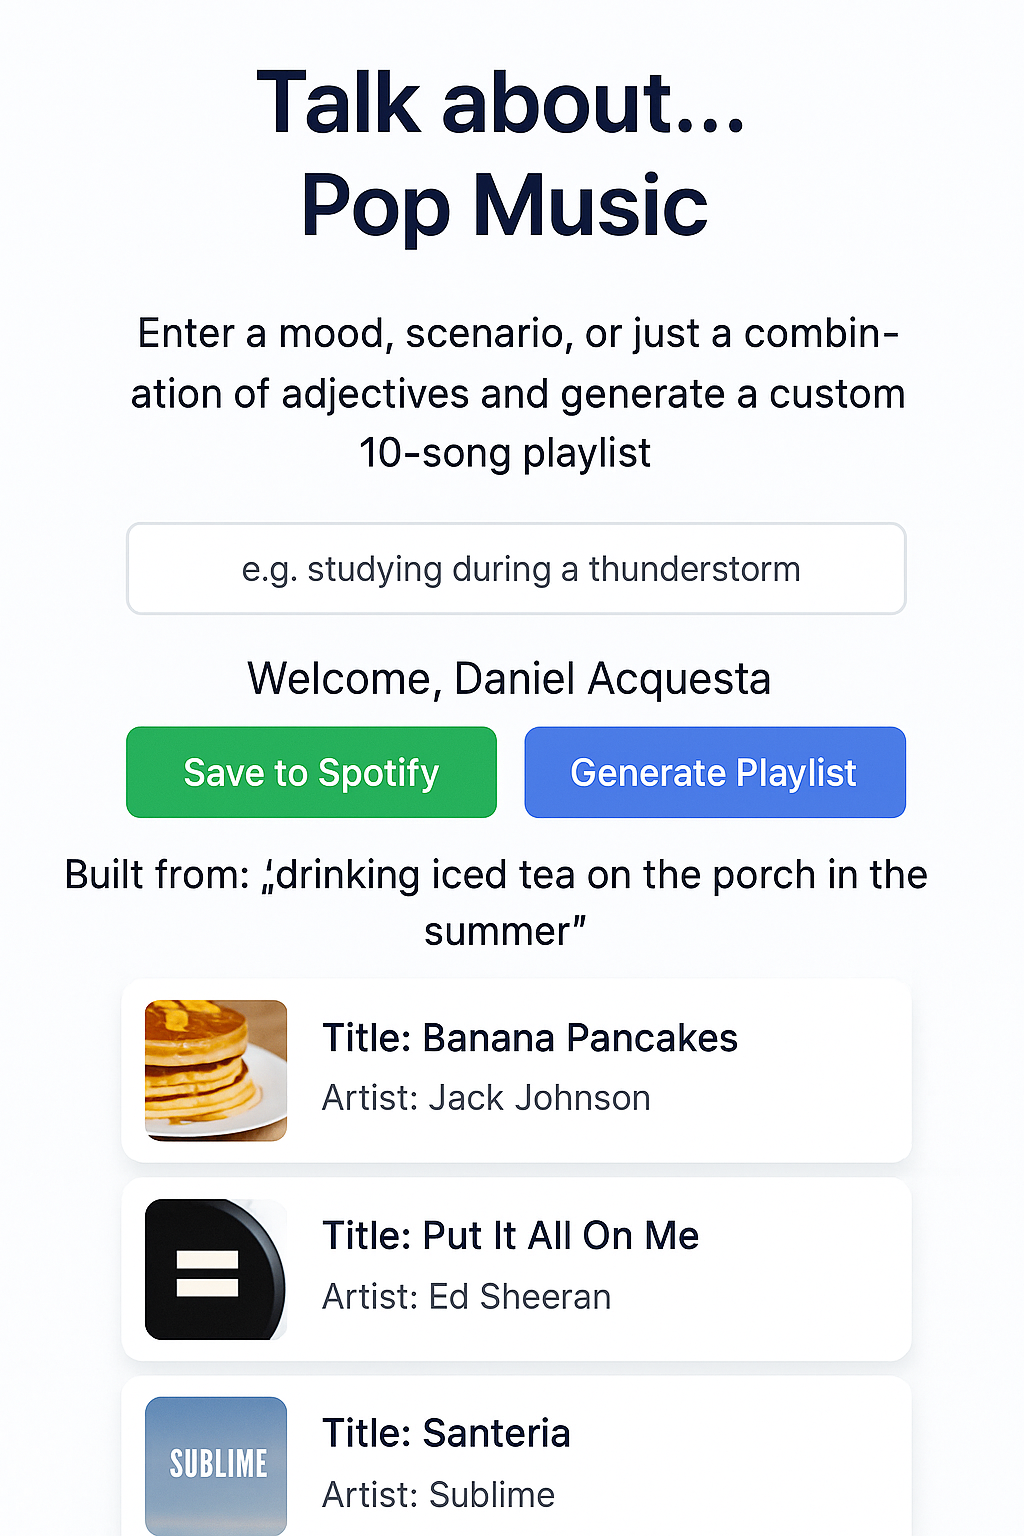 Talk about...
Pop Music
Enter a mood, scenario, or just a combin-
ation of adjectives and generate a custom
10-song playlist
e.g. studying during a thunderstorm
Welcome, Daniel Acquesta
Save to Spotify
Generate Playlist
Built from: „‘drinking iced tea on the porch in the
summer”
Title: Banana Pancakes
Artist: Jack Johnson
Title: Put It All On Me
Artist: Ed Sheeran
SUBLIME
Title: Santeria
Artist: Sublime